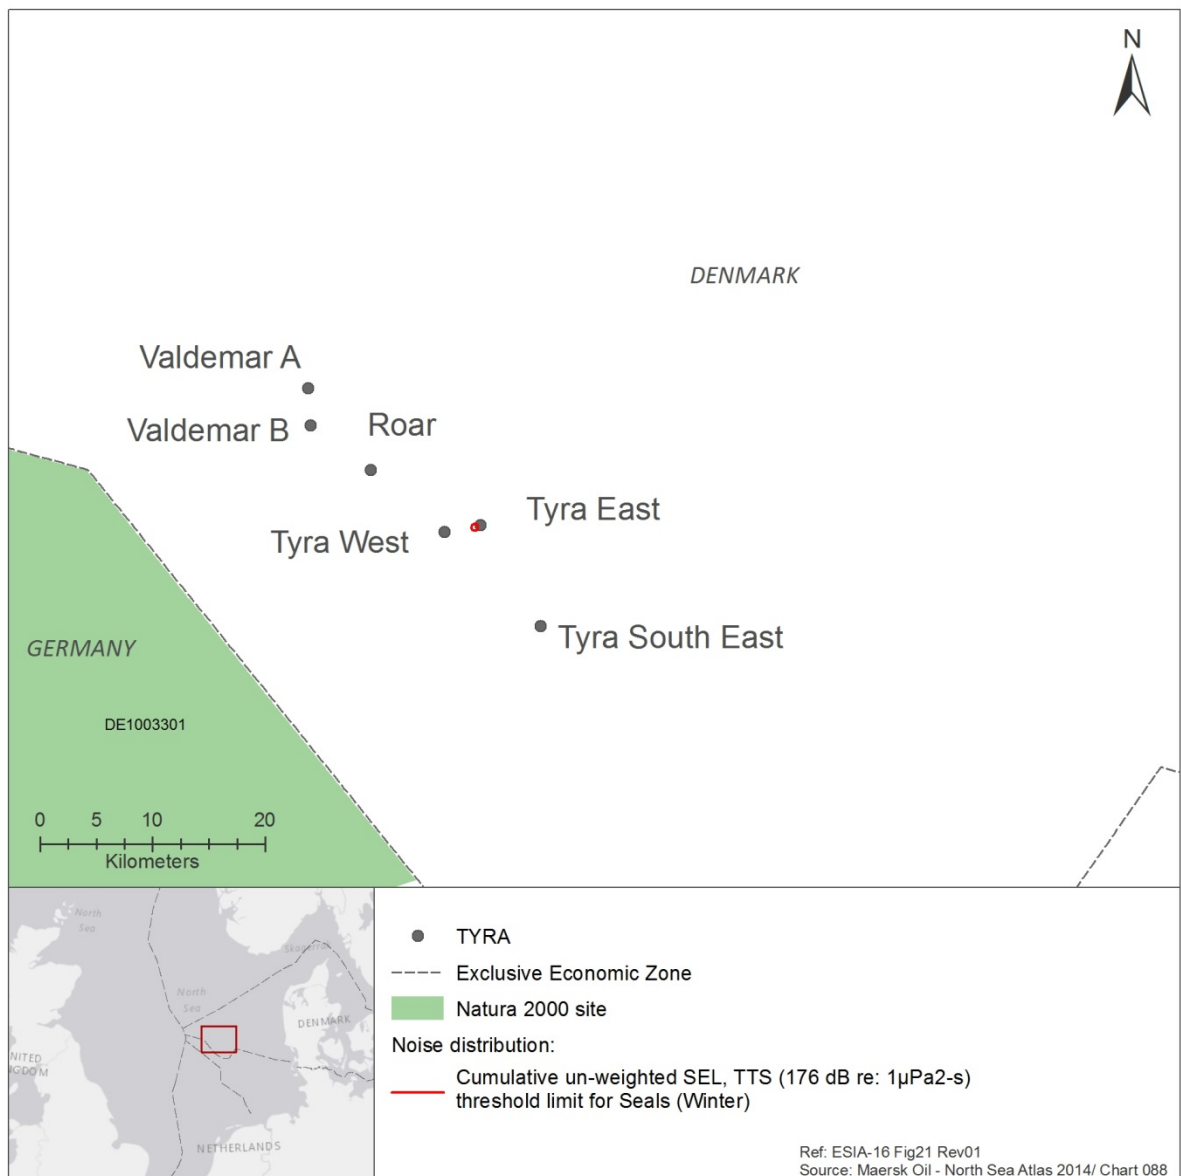 N
DENMARK
Valdemar A
Valdemar B
Roar
Tyra East
Tyra West
Tyra South East
GERMANY
DE1003301
0 5 10 20
Kilometers
North
Sea
Skagerrak
North
Sea
DENMARK
UNITED
KINGDOM
NETHERLANDS
TYRA
Exclusive Economic Zone
Natura 2000 site
Noise distribution:
Cumulative un-weighted SEL, TTS (176 dB re: 1µPa2-s)
threshold limit for Seals (Winter)
Ref: ESIA-16 Fig21 Rev01
Source: Maersk Oil - North Sea Atlas 2014/ Chart 088